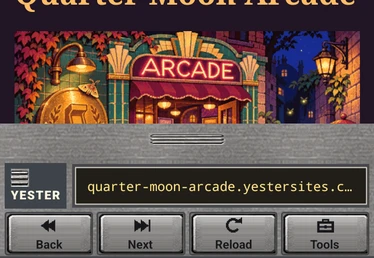 Quarter Moon Arcade
ARCADE
YESTER
quarter-moon-arcade.yestersites.c…
Back
Next
Reload
Tools